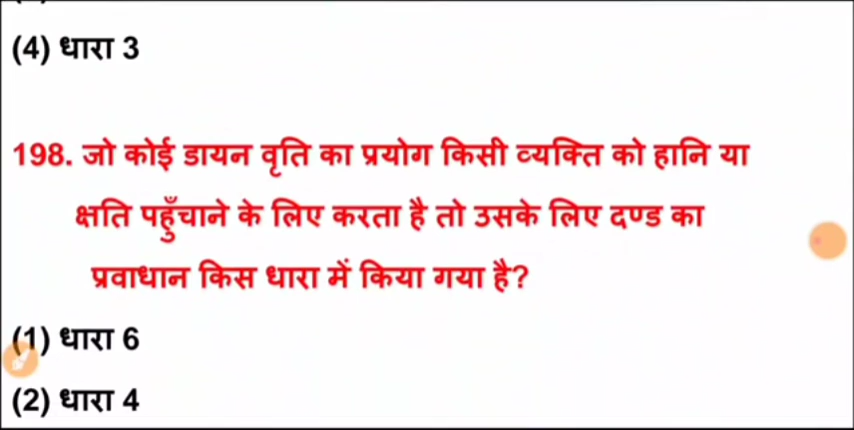 (4) धारा 3
198. जो कोई डायन वृति का प्रयोग किसी व्यक्ति को हानि या
क्षति पहुँचाने के लिए करता है तो उसके लिए दण्ड का
प्रवाधान किस धारा में किया गया है?
(1) धारा 6
(2) धारा 4